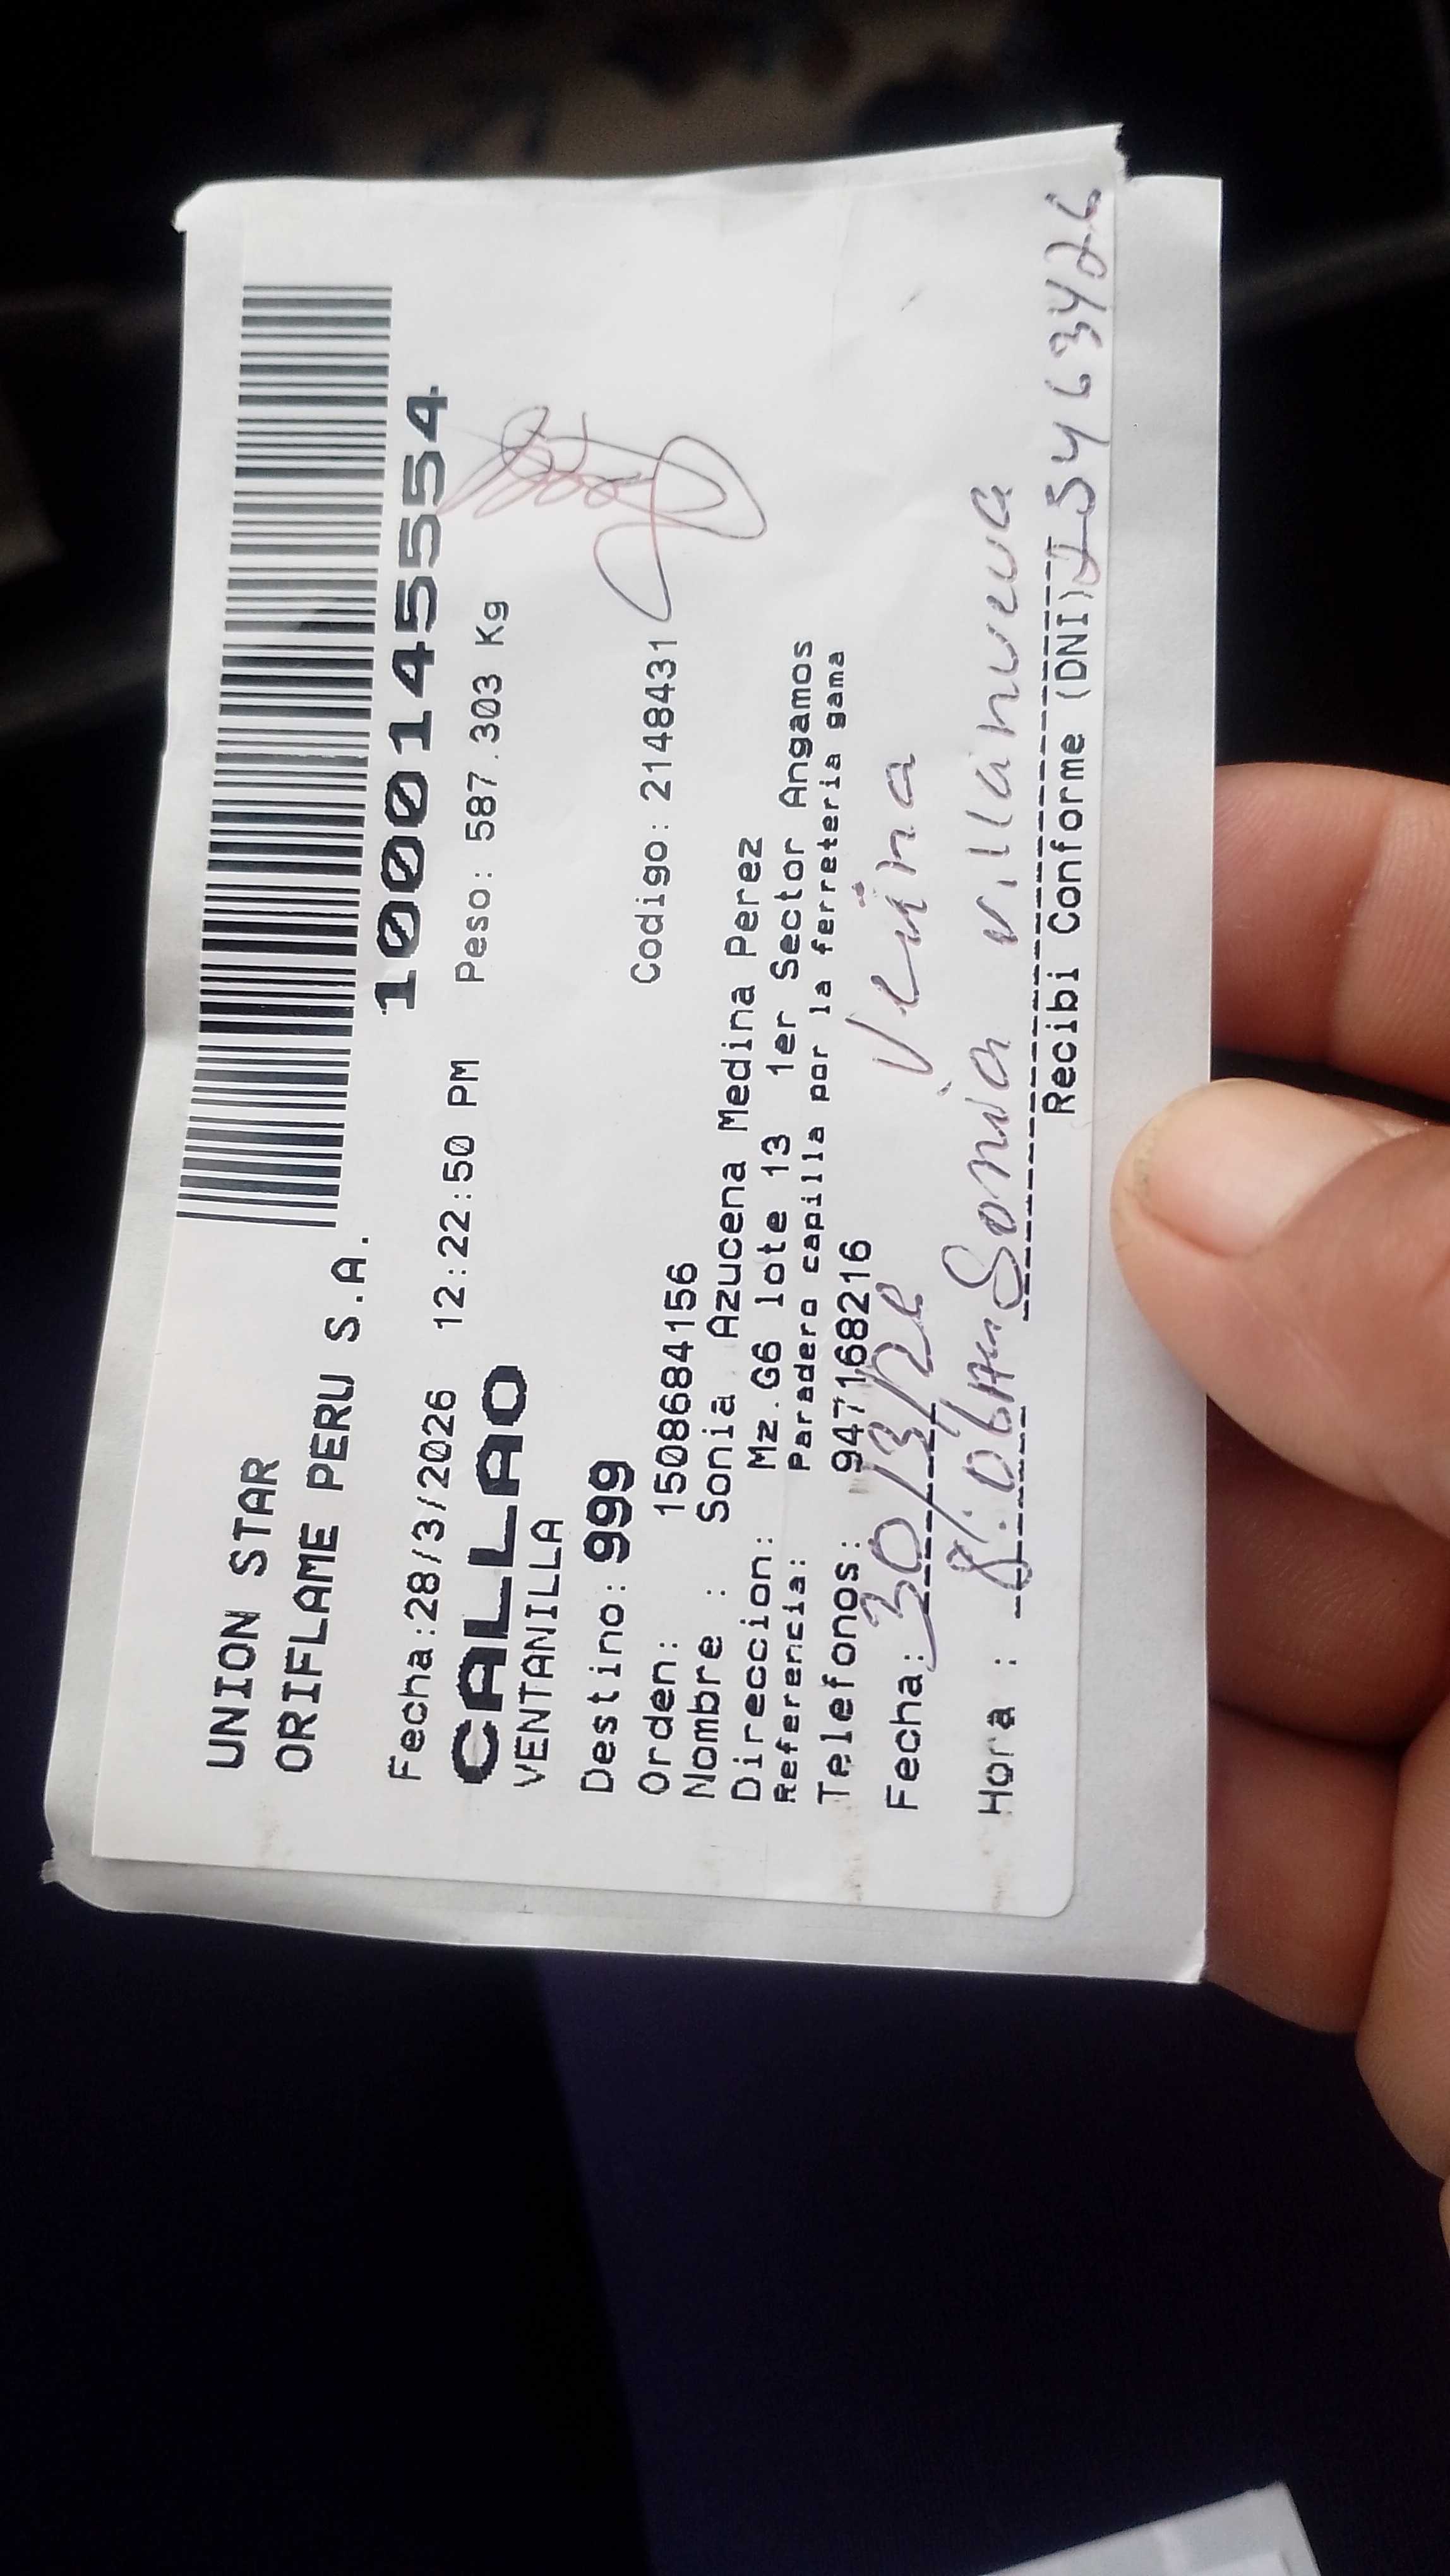 UNION STAR
ORIFLAME PERU S.A.
1000145554
Fecha:28/3/2026 12:22:50 PM Peso: 587.303 Kg
CALLAO
VENTANILLA
Destino: 999
Orden: 1508684156 Codigo: 2148431
Nombre : Sonia Azucena Medina Perez
Direccion: Mz.G6 lote 13 1er Sector Angamos
Referencia: Paradero capilla por la ferreteria gama
Telefonos: 947168216
Fecha: 30/3/26 Vecina
Hora : 8:06Am Sonia villanueva
Recibi Conforme (DNI) 25463426